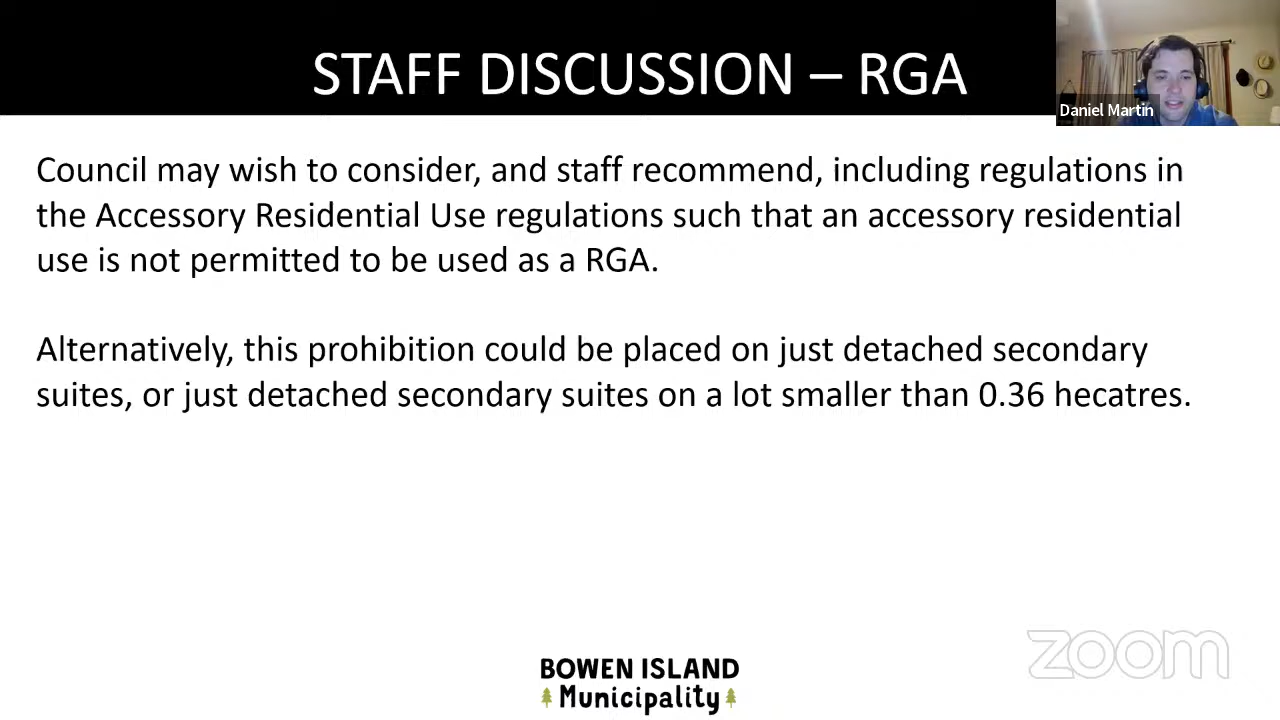 STAFF DISCUSSION – RGA
Daniel Martin
Council may wish to consider, and staff recommend, including regulations in
the Accessory Residential Use regulations such that an accessory residential
use is not permitted to be used as a RGA.
Alternatively, this prohibition could be placed on just detached secondary
suites, or just detached secondary suites on a lot smaller than 0.36 hecatres.
zoom
BOWEN ISLAND
Municipality